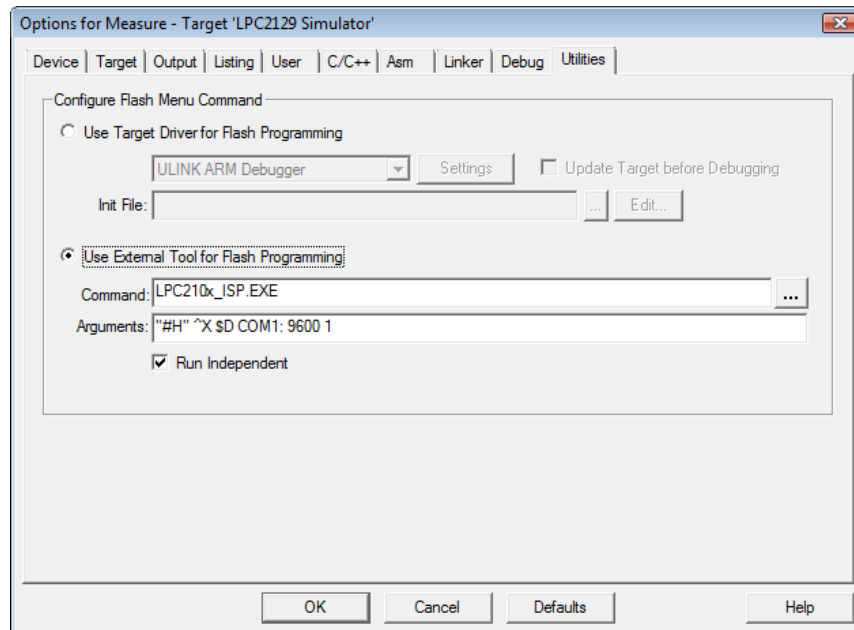 Options for Measure - Target 'LPC2129 Simulator'
Device Target Output Listing User C/C++ Asm Linker Debug Utilities
Configure Flash Menu Command
Use Target Driver for Flash Programming
ULINK ARM Debugger Settings Update Target before Debugging
Init File: ... Edit...
Use External Tool for Flash Programming
Command: LPC210x_ISP.EXE ...
Arguments: "#H" ^X $D COM1: 9600 1
Run Independent
OK Cancel Defaults Help